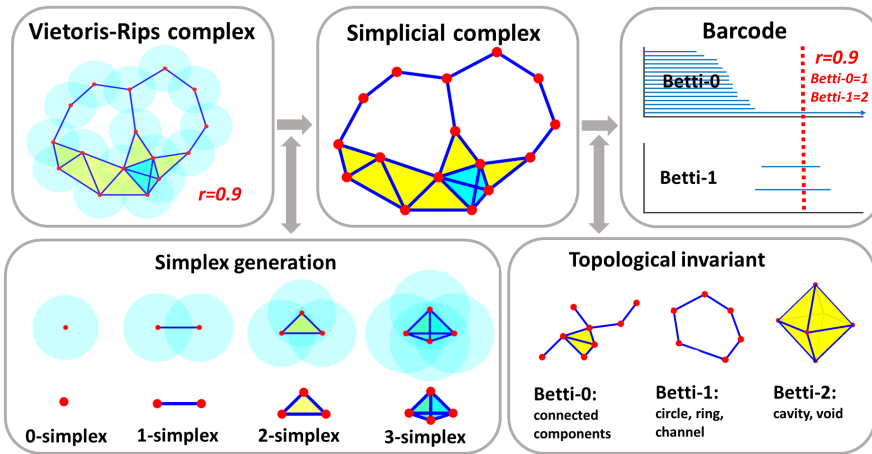 Vietoris-Rips complex
r=0.9
Simplicial complex
Barcode
Betti-0
r=0.9
Betti-0=1
Betti-1=2
Betti-1
Simplex generation
0-simplex
1-simplex
2-simplex
3-simplex
Topological invariant
Betti-0:
connected
components
Betti-1:
circle, ring,
channel
Betti-2:
cavity, void